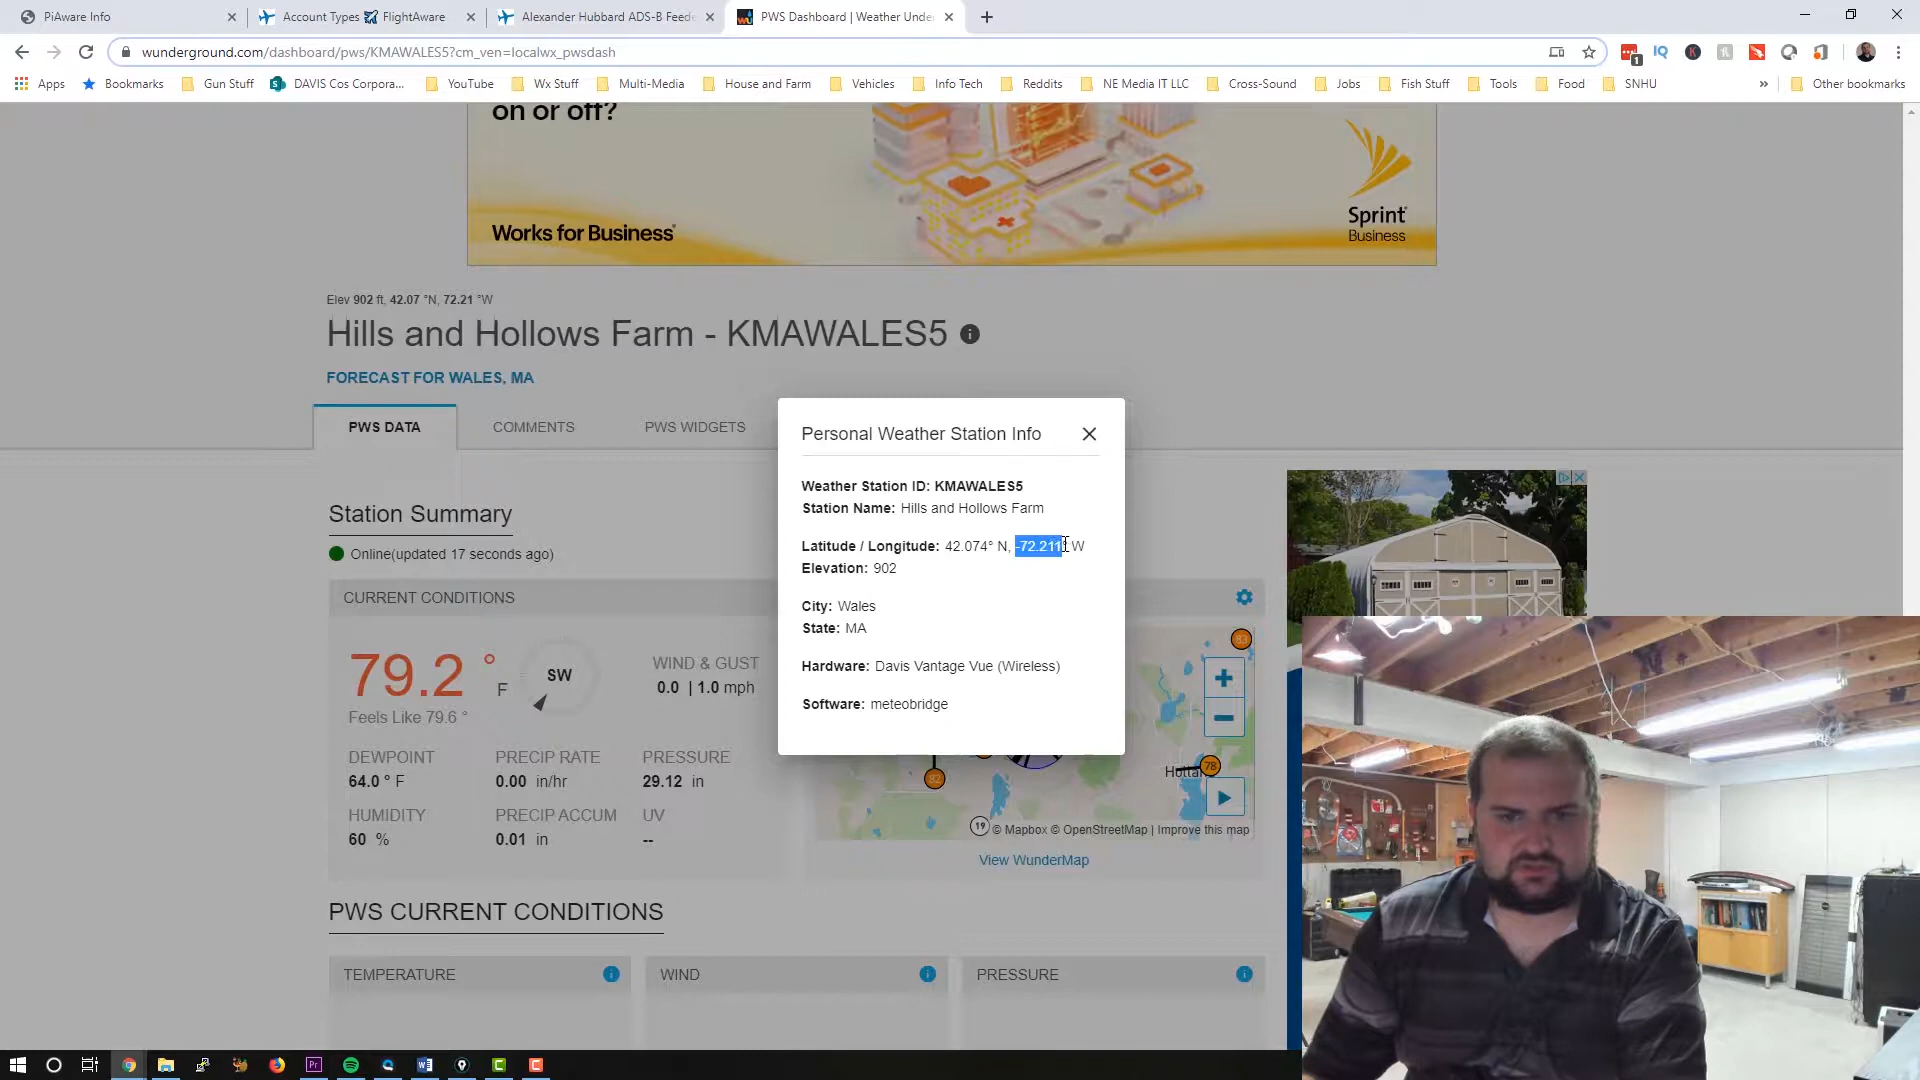 PiAware Info
Account Types FlightAware
Alexander Hubbard ADS-B Feede
PWS Dashboard | Weather Unde
wunderground.com/dashboard/pws/KMAWALES5?cm_ven=localwx_pwsdash
1
Apps
Bookmarks
Gun Stuff
DAVIS Cos Corpora...
YouTube
Wx Stuff
Multi-Media
House and Farm
Vehicles
Info Tech
Reddits
NE Media IT LLC
Cross-Sound
Jobs
Fish Stuff
Tools
Food
SNHU
»
Other bookmarks
on or off?
Works for Business
Sprint
Business
Elev 902 ft, 42.07 °N, 72.21 °W
Hills and Hollows Farm - KMAWALES5
FORECAST FOR WALES, MA
PWS DATA
COMMENTS
PWS WIDGETS
Personal Weather Station Info
Weather Station ID: KMAWALES5
Station Name: Hills and Hollows Farm
Latitude / Longitude: 42.074° N, -72.211° W
Elevation: 902
City: Wales
State: MA
Hardware: Davis Vantage Vue (Wireless)
Software: meteobridge
Station Summary
Online(updated 17 seconds ago)
CURRENT CONDITIONS
79.2 ° F
Feels Like 79.6 °
SW
WIND & GUST
0.0 | 1.0 mph
DEWPOINT
64.0 ° F
PRECIP RATE
0.00 in/hr
PRESSURE
29.12 in
HUMIDITY
60 %
PRECIP ACCUM
0.01 in
UV
--
83
78
82
19
© Mapbox © OpenStreetMap | Improve this map
View WunderMap
PWS CURRENT CONDITIONS
TEMPERATURE
WIND
PRESSURE